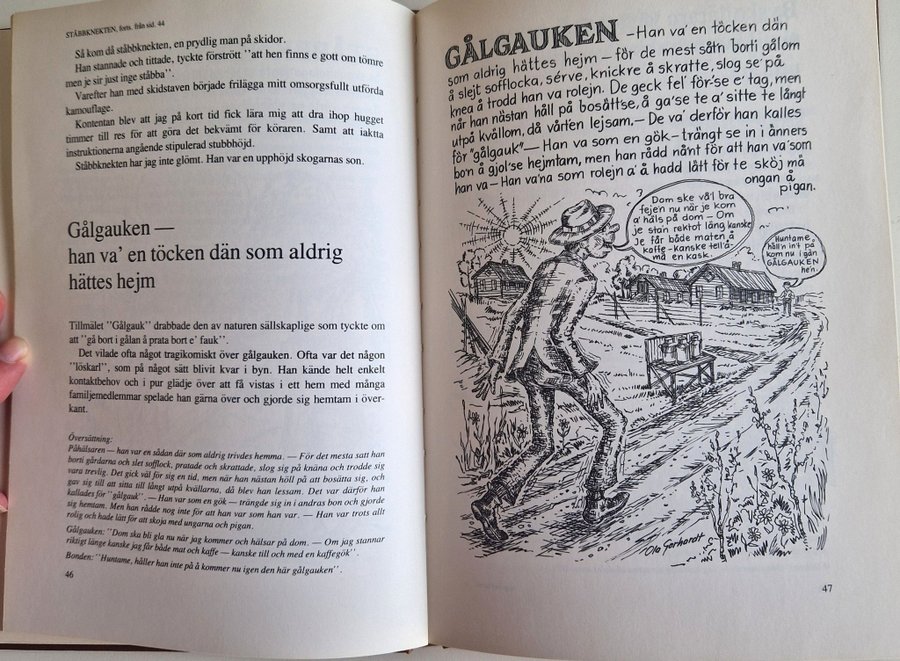 STÅBBKNEKTEN, forts. från sid. 44
Så kom då ståbbknekten, en prydlig man på skidor.
Han stannade och tittade, tyckte förstrött ''att hen finns e gott om tömre
men je sir just inge ståbba''.
Varefter han med skidstaven började frilägga mitt omsorgsfullt utförda
kamouflage.
Kontentan blev att jag på kort tid fick lära mig att dra ihop hugget
timmer till res för att göra det bekvämt för köraren. Samt att iaktta
instruktionerna angående stipulerad stubbhöjd.
Ståbbknekten har jag inte glömt. Han var en upphöjd skogarnas son.
Gålgauken —
han va' en töcken dän som aldrig
hättes hejm
Tillmälet ''Gålgauk'' drabbade den av naturen sällskaplige som tyckte om
att ''gå bort i gålan å prata bort e' fauk''.
Det vilade ofta något tragikomiskt över gålgauken. Ofta var det någon
''löskarl'', som på något sätt blivit kvar i byn. Han kände helt enkelt
kontaktbehov och i pur glädje över att få vistas i ett hem med många
familjemedlemmar spelade han gärna över och gjorde sig hemtam i över-
kant.
Översättning:
Påhälsaren — han var en sådan där som aldrig trivdes hemma. — För det mesta satt han
borti gårdarna och slet sofflock, pratade och skrattade, slog sig på knäna och trodde sig
vara trevlig. Det gick väl för sig en tid, men när han nästan höll på att bosätta sig, och
gav sig till att sitta till långt utpå kvällarna, då blev han lessam. Det var därför han
kallades för ''gålgauk''. — Han var som en gök — trängde sig in i andras bon och gjorde
sig hemtam. Men han rådde nog inte för att han var som han var. — Han var trots allt
rolig och hade lätt för att skoja med ungarna och pigan.
Gålgauken: ''Dom ska bli gla nu när jag kommer och hälsar på dom. — Om jag stannar
riktigt länge kanske jag får både mat och kaffe — kanske till och med en kaffegök''.
Bonden: ''Huntame, håller han inte på å kommer nu igen den här gålgauken''.
46
GÅLGAUKEN – Han va' en töcken dän
som aldrig hättes hejm – för de mest såtn borti gålom
å slejt sofflocka, sérve, knickre å skratte, slog se' på
knea å trodd han va rolejn. De geck fel' för-se e' tag, men
når han nästan håll på bosått'se, å ga'se te a' sitte te långt
utpå kvållom, då vårt'en lejsam. – De va' derför han kalles
för "gålgauk" – Han va som en gök – trångt se in i ånners
bo'n å gjol'se hejmtam, men han rådd nånt för att han va'som
han va – Han va'na som rolejn a' å hadd lått för te sköj må
ongan å
pigan.
Dom ske vä'l bra
feje'n nu når je kom
a' håls på dom – Om
je sta'n rektot läng kanske
Je får både maten å
kaffe – kanske tell'å-
må en kask.
Huntame,
håll'n in't på
kom nu i gän
GÅLGAUKEN
he'n.
Ola Gerhardt
47